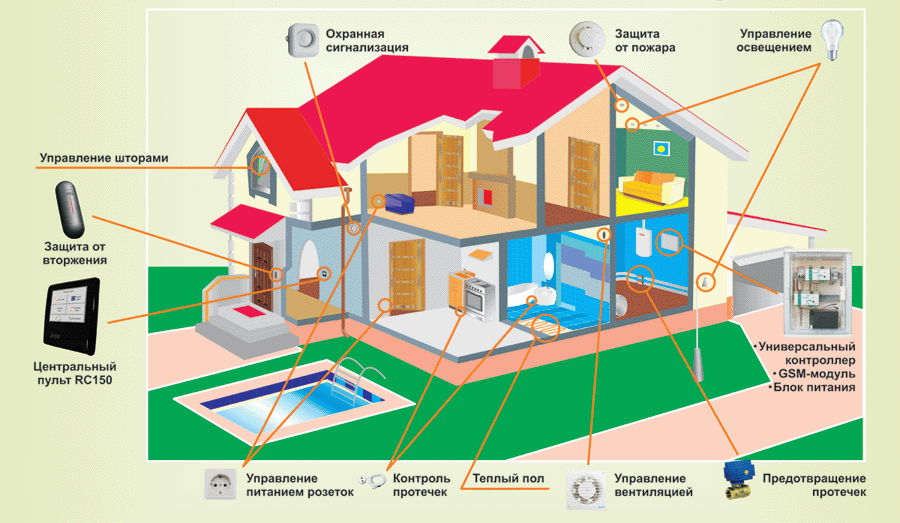 Охранная
сигнализация
Защита
от пожара
Управление
освещением
Управление шторами
Защита от
вторжения
Центральный
пульт RC150
•Универсальный
контроллер
• GSM-модуль
• Блок питания
Управление
питанием розеток
Контроль
протечек
Теплый пол
Управление
вентиляцией
Предотвращение
протечек